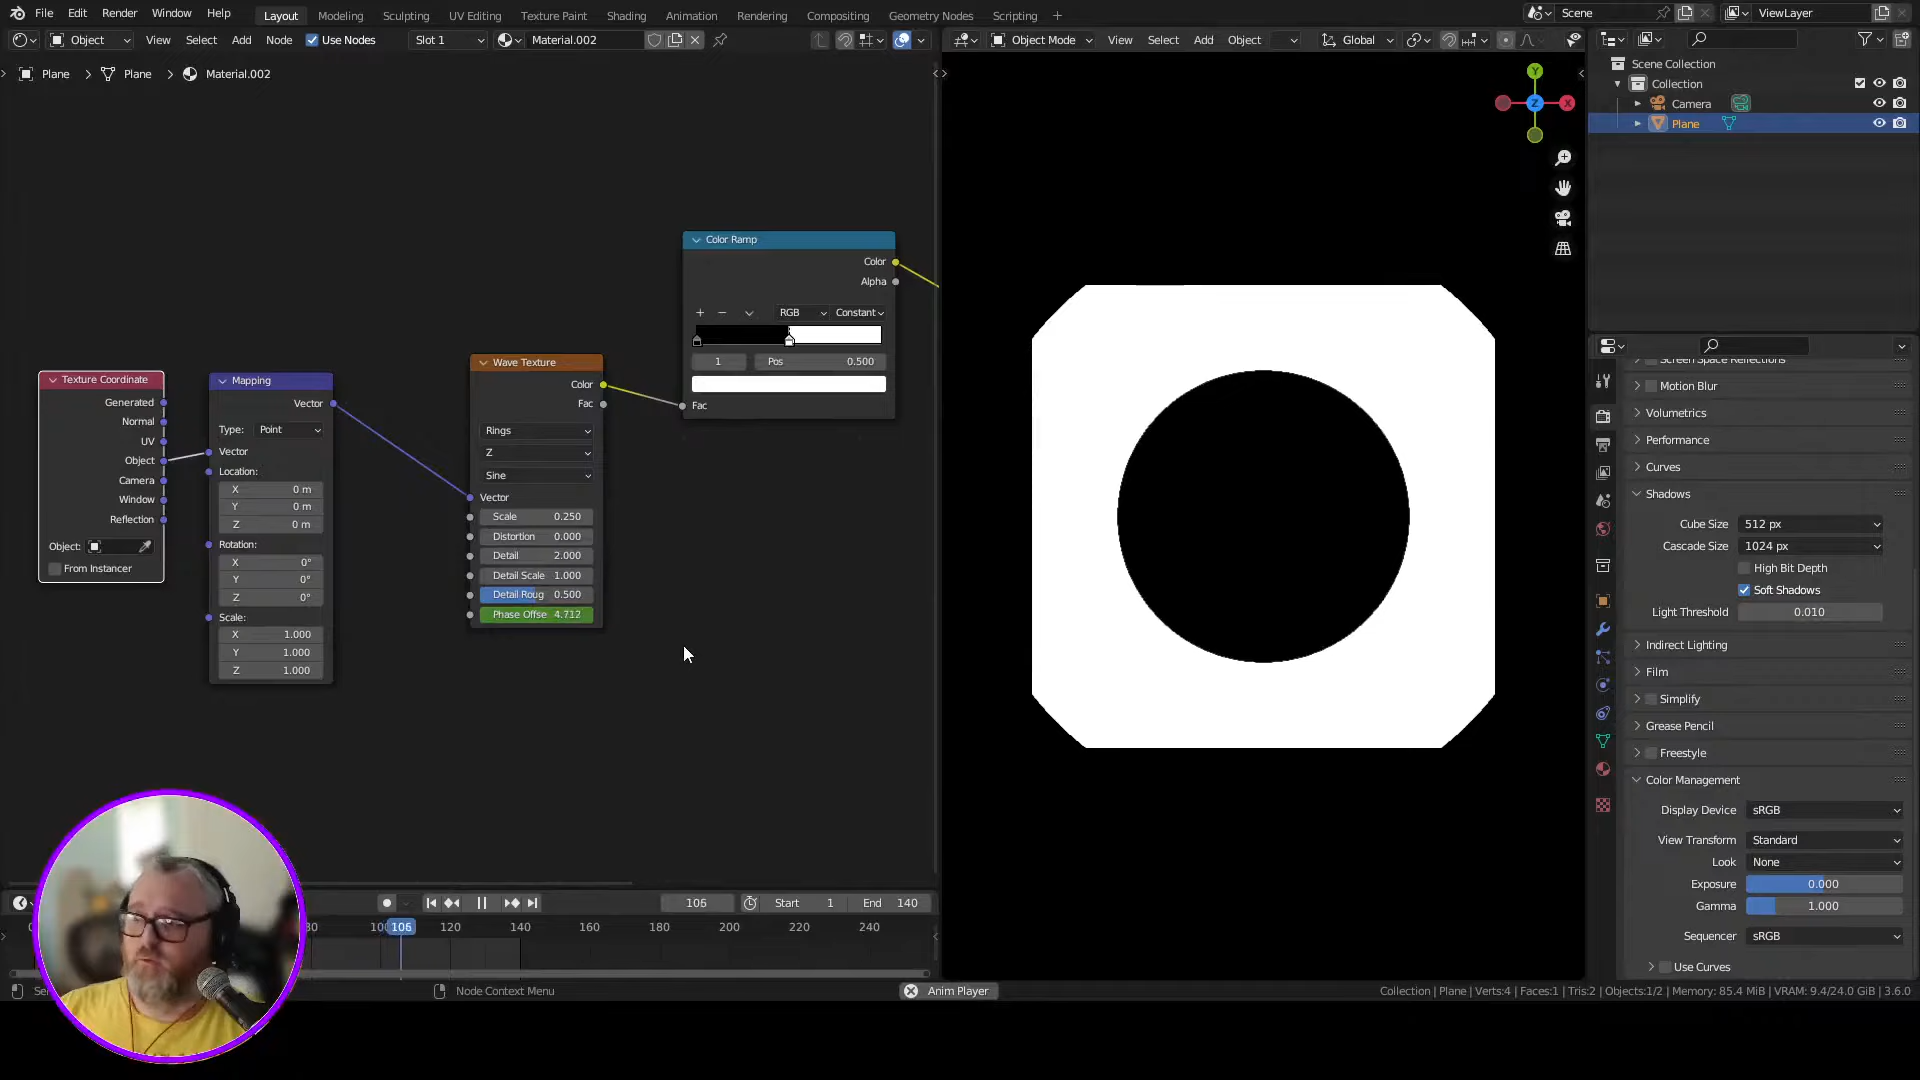 File Edit Render Window Help Layout Modeling Sculpting UV Editing Texture Paint Shading Animation Rendering Compositing Geometry Nodes Scripting + Scene ViewLayer
Object View Select Add Node Use Nodes Slot 1 Material.002 Object Mode View Select Add Object Global
Plane > Plane > Material.002
Scene Collection
Collection
Camera
Plane
Y
Z
X
Color Ramp
Color
Alpha
RGB Constant
1 Pos 0.500
Fac
Texture Coordinate
Generated
Normal
UV
Object
Camera
Window
Reflection
Object:
From Instancer
Mapping
Vector
Type: Point
Vector
Location:
X 0 m
Y 0 m
Z 0 m
Rotation:
X 0°
Y 0°
Z 0°
Scale:
X 1.000
Y 1.000
Z 1.000
Wave Texture
Color
Fac
Rings
Z
Sine
Vector
Scale 0.250
Distortion 0.000
Detail 2.000
Detail Scale 1.000
Detail Roug 0.500
Phase Offse 4.712
Screen Space Reflections
Motion Blur
Volumetrics
Performance
Curves
Shadows
Cube Size 512 px
Cascade Size 1024 px
High Bit Depth
Soft Shadows
Light Threshold 0.010
Indirect Lighting
Film
Simplify
Grease Pencil
Freestyle
Color Management
Display Device sRGB
View Transform Standard
Look None
Exposure 0.000
Gamma 1.000
Sequencer sRGB
Use Curves
106 Start 1 End 140
80 100 106 120 140 160 180 200 220 240
Node Context Menu Anim Player Collection | Plane | Verts:4 | Faces:1 | Tris:2 | Objects:1/2 | Memory: 85.4 MiB | VRAM: 9.4/24.0 GiB | 3.6.0